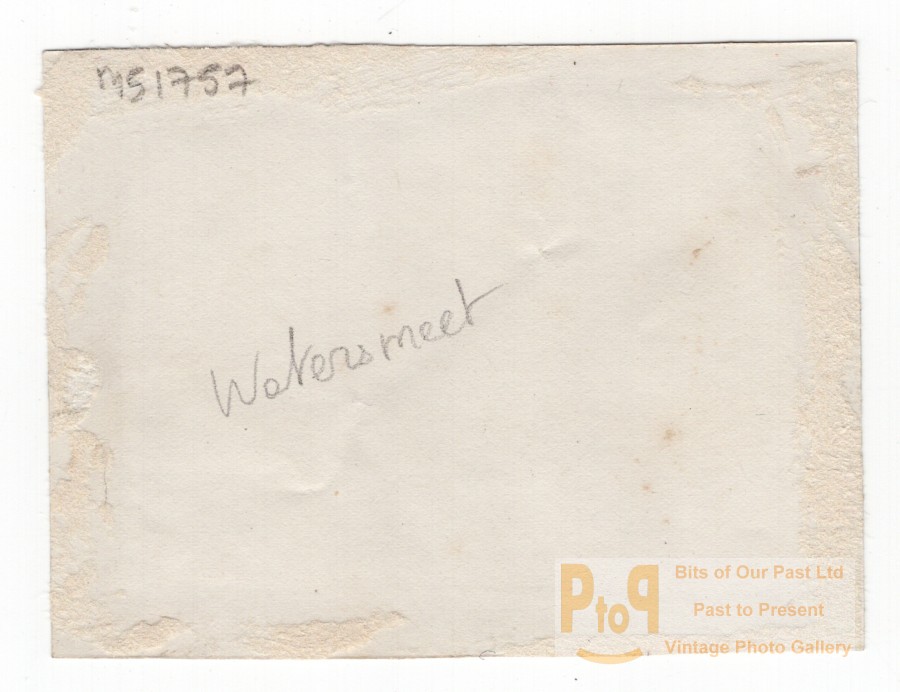 m51757
Watersmeet
PtoP
Bits of Our Past Ltd
Past to Present
Vintage Photo Gallery